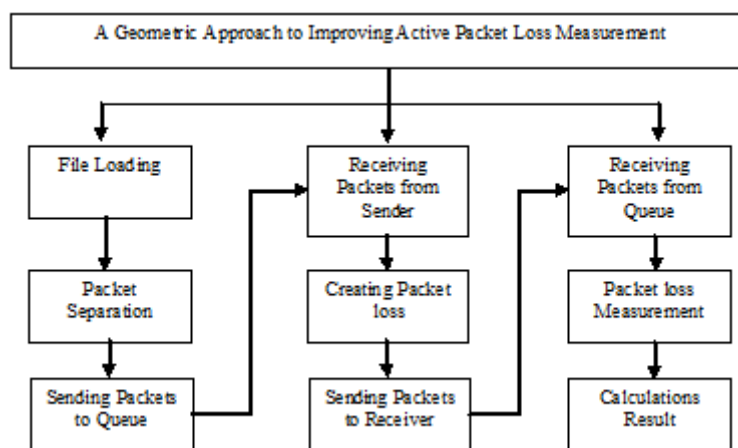 A Geometric Approach to Improving Active Packet Loss Measurement
File Loading
Receiving
Packets from
Sender
Receiving
Packets from
Queue
Packet
Separation
Creating Packet
loss
Packet loss
Measurement
Sending Packets
to Queue
Sending Packets
to Receiver
Calculations
Result